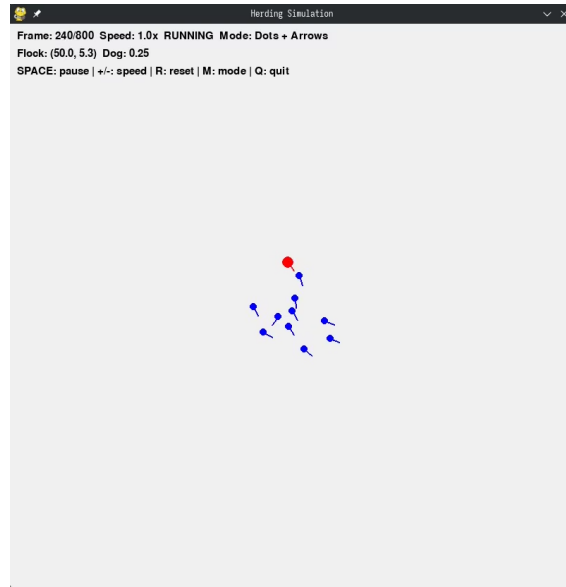 Herding Simulation
Frame: 240/800 Speed: 1.0x RUNNING Mode: Dots + Arrows
Flock: (50.0, 5.3) Dog: 0.25
SPACE: pause | +/-: speed | R: reset | M: mode | Q: quit